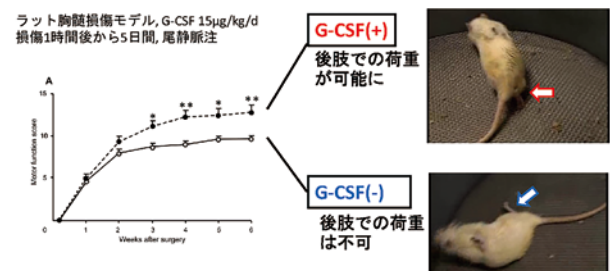 ラット胸髄損傷モデル, G-CSF 15μg/kg/d
損傷1時間後から5日間, 尾静脈注
G-CSF(+)
後肢での荷重
が可能に
A
Motor function score
15
10
5
0
* ** * **
1 2 3 4 5 6
Weeks after surgery
G-CSF(-)
後肢での荷重
は不可